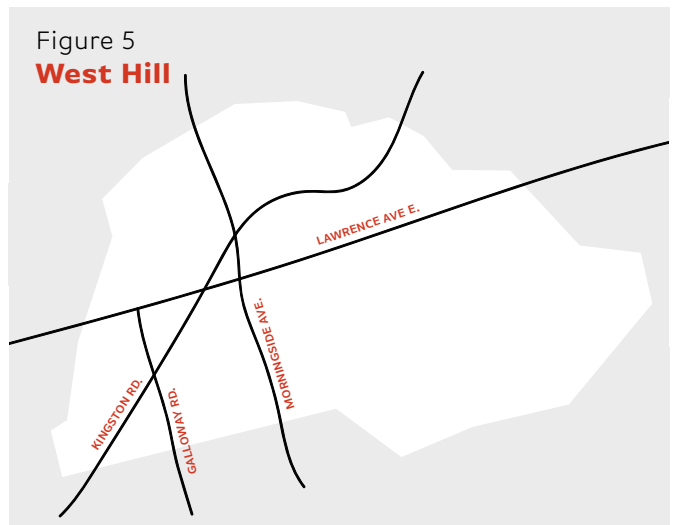 Figure 5
West Hill
LAWRENCE AVE E.
MORNINGSIDE AVE.
KINGSTON RD.
GALLOWAY RD.